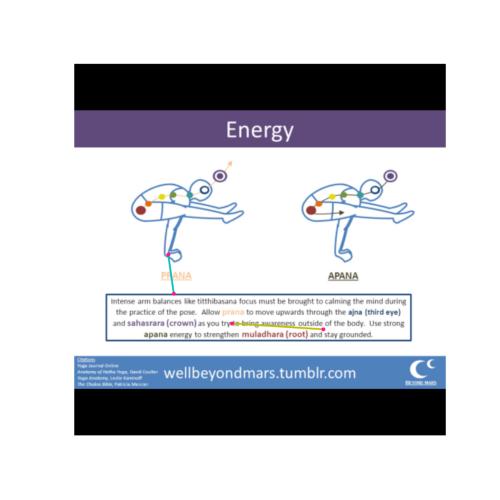 Energy
PRANA
APANA
Intense arm balances like titthibasana focus must be brought to calming the mind during
the practice of the pose. Allow prana to move upwards through the ajna (third eye)
and sahasrara (crown) as you try to bring awareness outside of the body. Use strong
apana energy to strengthen muladhara (root) and stay grounded.
Citations
Yoga Journal Online
Anatomy of Hatha Yoga, David Coulter
Yoga Anatomy, Leslie Kaminoff
The Chakra Bible, Patricia Mercier
wellbeyondmars.tumblr.com
BEYOND MARS